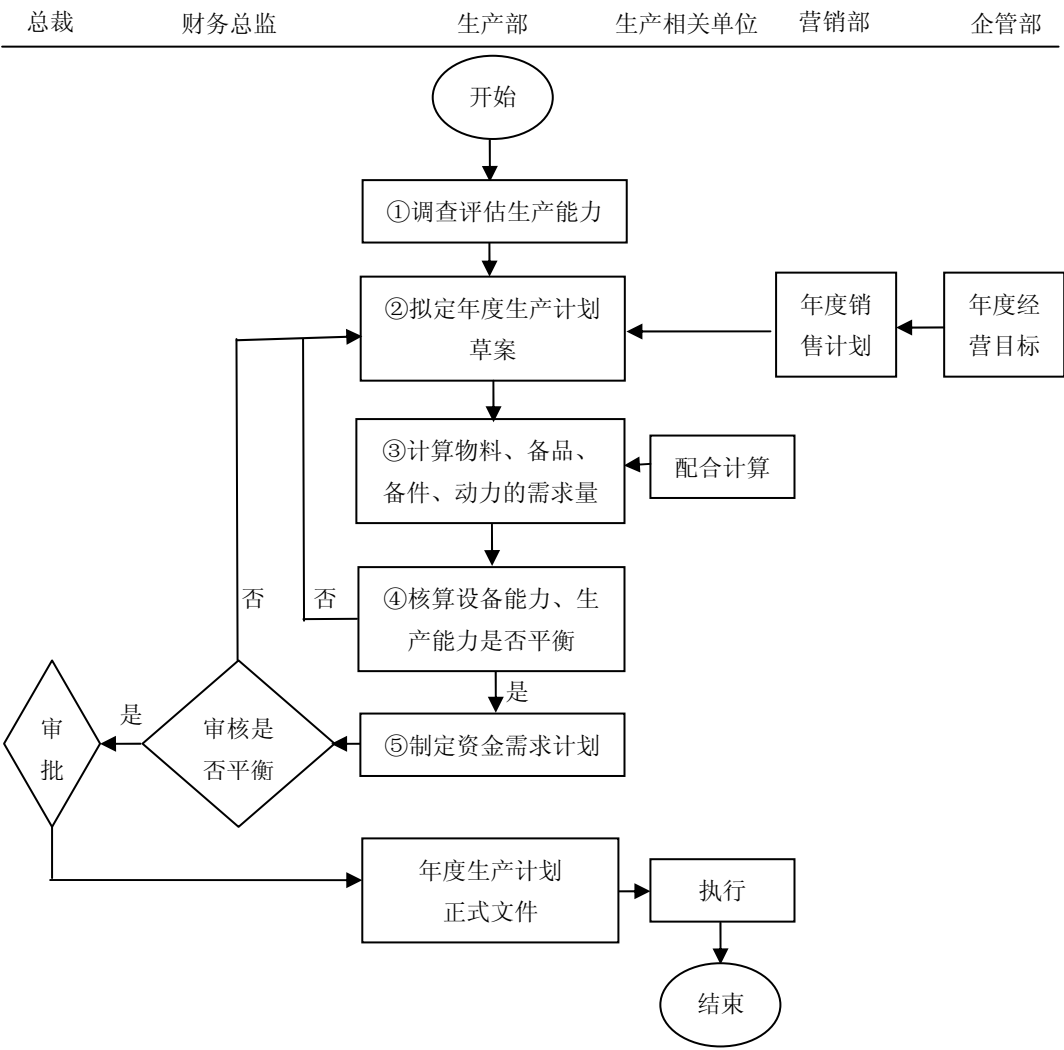 总裁 财务总监 生产部 生产相关单位 营销部 企管部
开始
①调查评估生产能力
②拟定年度生产计划
草案
年度销
售计划
年度经
营目标
③计算物料、备品、
备件、动力的需求量
配合计算
否
否
④核算设备能力、生
产能力是否平衡
是
审
批
是
审核是
否平衡
⑤制定资金需求计划
年度生产计划
正式文件
执行
结束